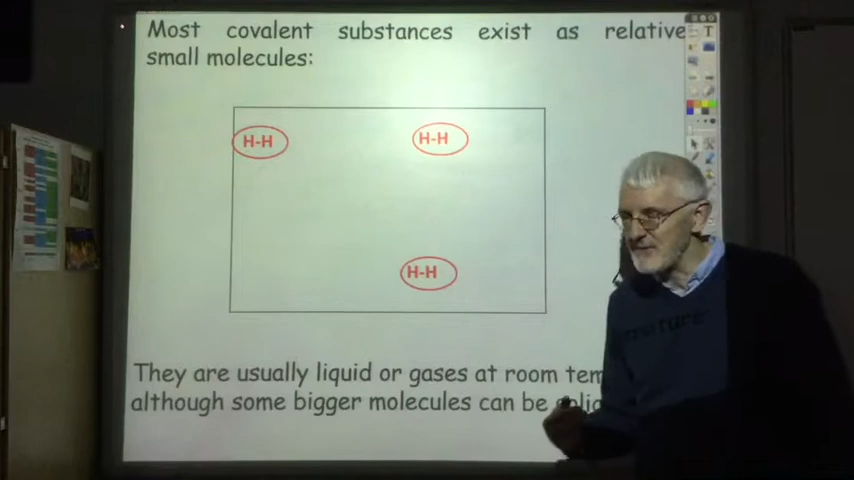 Most covalent substances exist as relative
small molecules:
H-H H-H
H-H
They are usually liquid or gases at room tem
although some bigger molecules can be